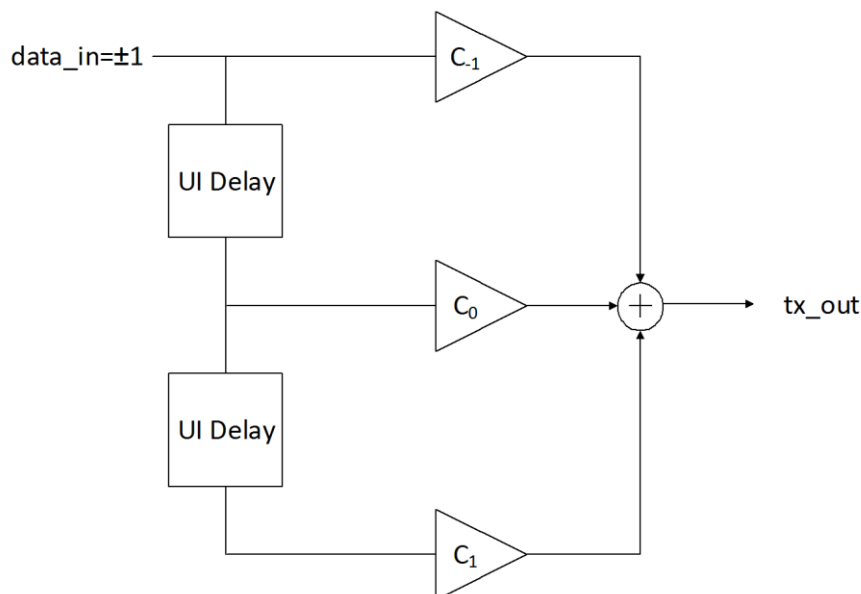 data_in=±1
C₋₁
UI Delay
C₀
+
tx_out
UI Delay
C₁